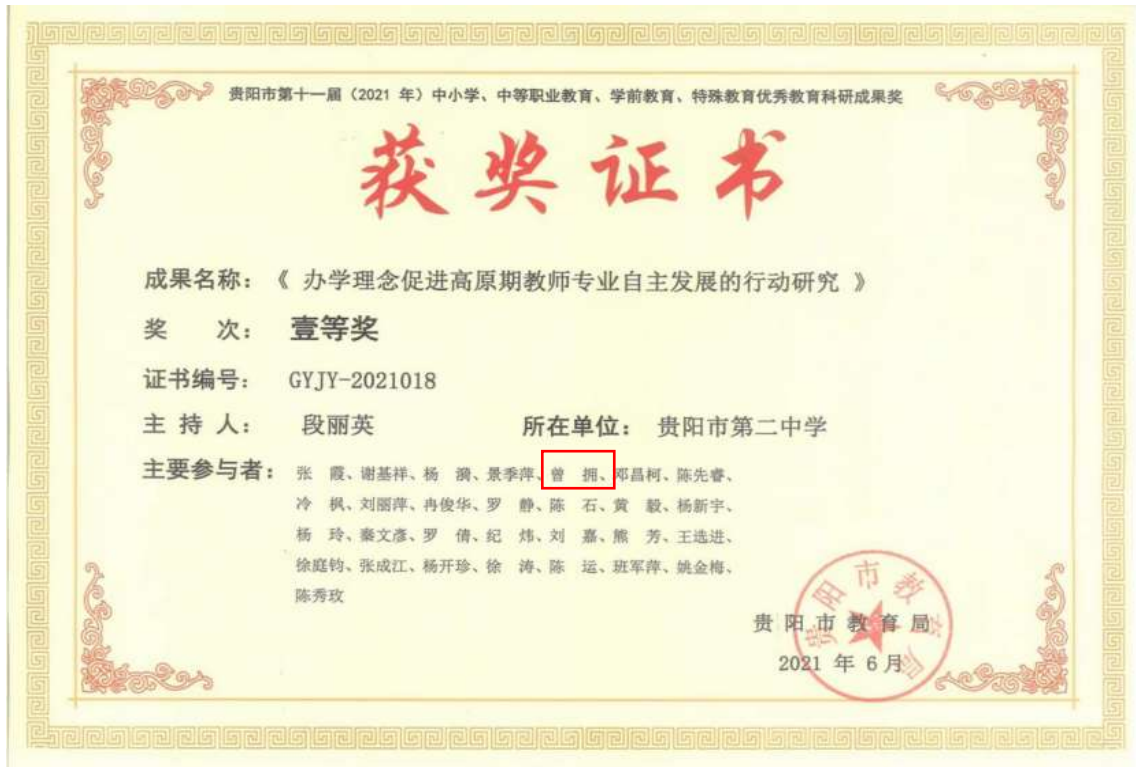 贵阳市第十一届（2021 年）中小学、中等职业教育、学前教育、特殊教育优秀教育科研成果奖
获奖证书
成果名称：《 办学理念促进高原期教师专业自主发展的行动研究 》
奖 次：壹等奖
证书编号： GYJY-2021018
主 持 人： 段丽英 所在单位： 贵阳市第二中学
主要参与者： 张 霞、谢基祥、杨 漪、景季萍、曾 拥、邓昌柯、陈先睿、
冷 枫、刘丽萍、冉俊华、罗 静、陈 石、黄 毅、杨新宇、
杨 玲、秦文彦、罗 倩、纪 炜、刘 嘉、熊 芳、王选进、
徐庭钧、张成江、杨开珍、徐 涛、陈 运、班军萍、姚金梅、
陈秀玫
贵阳市教育局
2021 年 6 月
贵阳市教育局